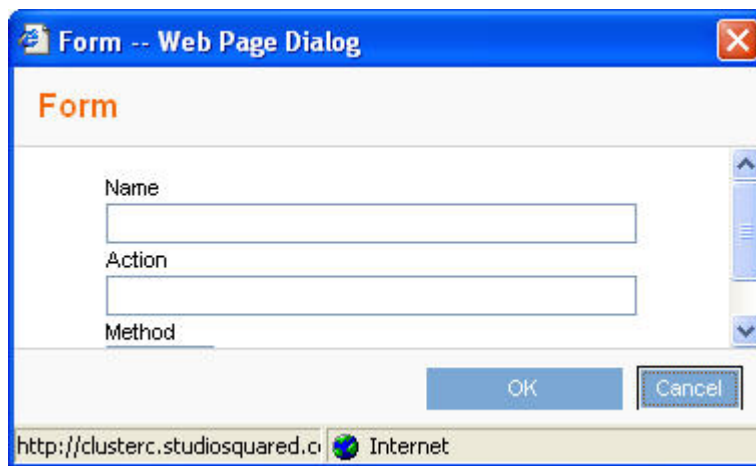 Form -- Web Page Dialog
Form
Name
Action
Method
OK Cancel
http://clusterc.studiosquared.c Internet